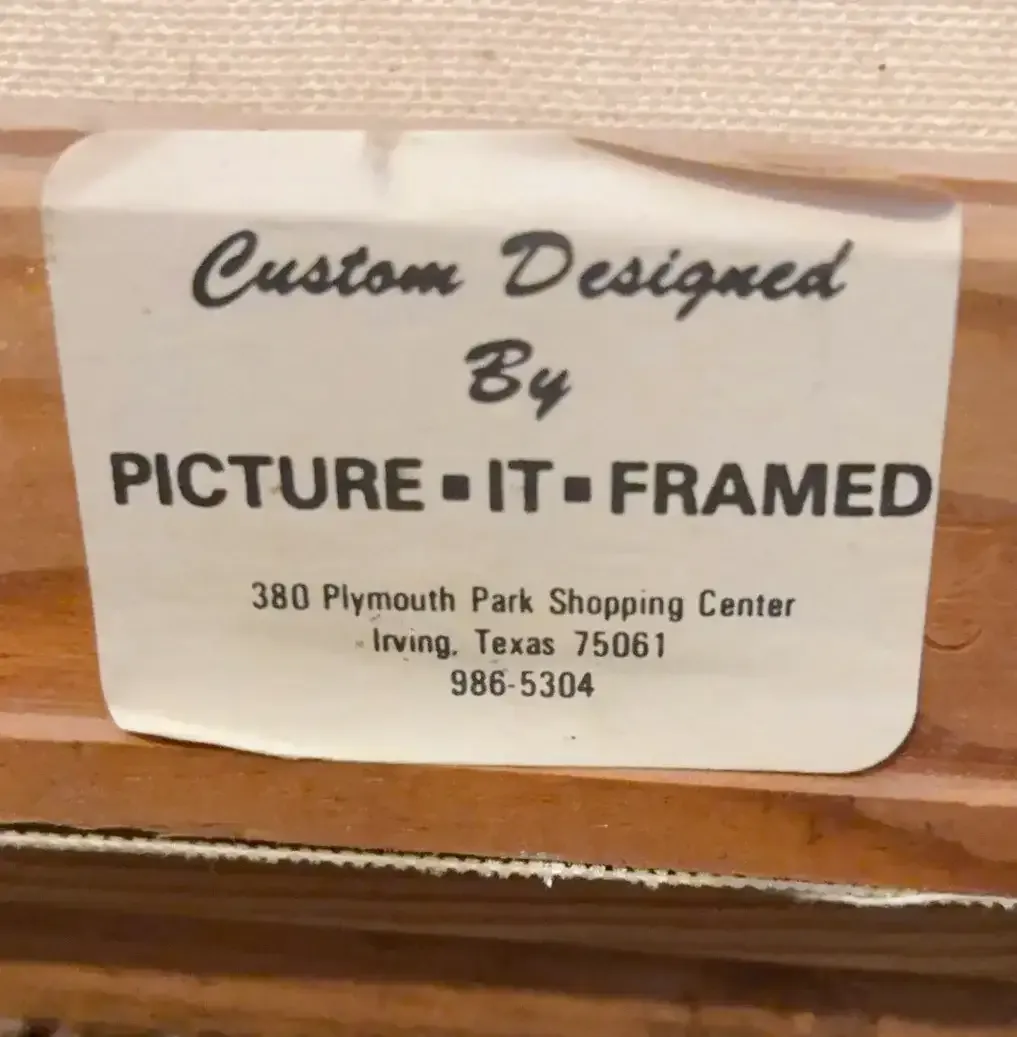 Custom Designed
By
PICTURE▪IT▪FRAMED
380 Plymouth Park Shopping Center
Irving, Texas 75061
986-5304